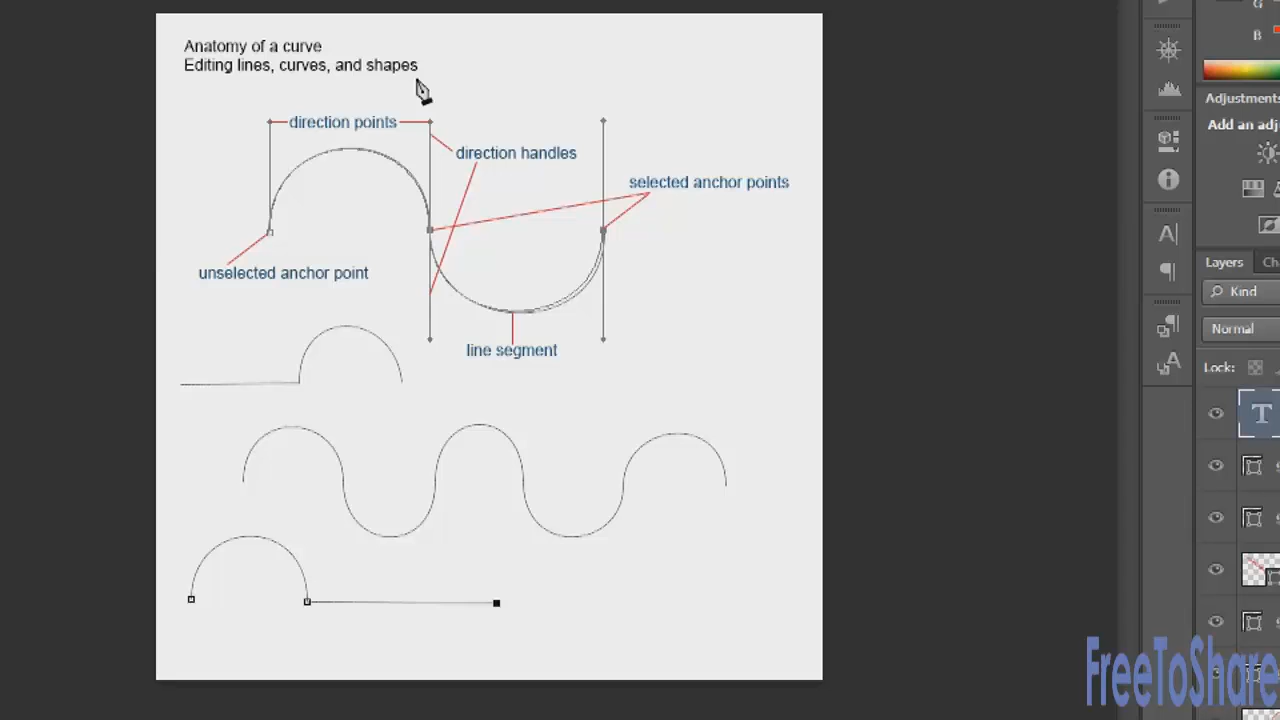 Anatomy of a curve
Editing lines, curves, and shapes
direction points
direction handles
selected anchor points
unselected anchor point
line segment
G
B
Adjustments
Add an adj
A
Layers
Ch
Kind
Normal
Lock:
T
FreeToShare